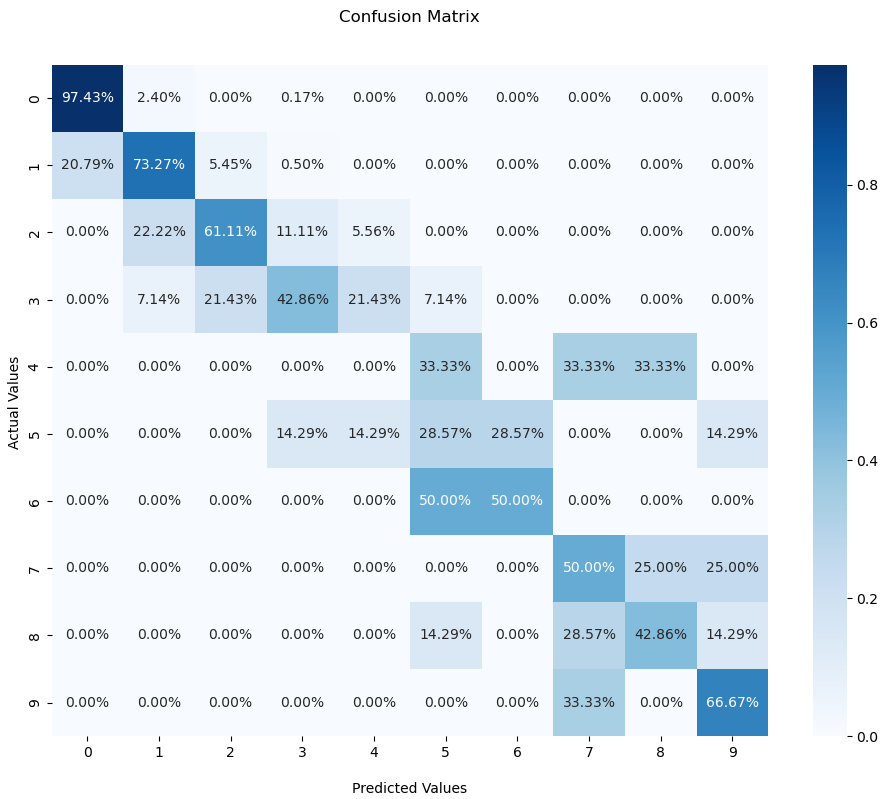 Confusion Matrix
0 97.43% 2.40% 0.00% 0.17% 0.00% 0.00% 0.00% 0.00% 0.00% 0.00%
1 20.79% 73.27% 5.45% 0.50% 0.00% 0.00% 0.00% 0.00% 0.00% 0.00%
2 0.00% 22.22% 61.11% 11.11% 5.56% 0.00% 0.00% 0.00% 0.00% 0.00%
3 0.00% 7.14% 21.43% 42.86% 21.43% 7.14% 0.00% 0.00% 0.00% 0.00%
4 0.00% 0.00% 0.00% 0.00% 0.00% 33.33% 0.00% 33.33% 33.33% 0.00%
5 0.00% 0.00% 0.00% 14.29% 14.29% 28.57% 28.57% 0.00% 0.00% 14.29%
6 0.00% 0.00% 0.00% 0.00% 0.00% 50.00% 50.00% 0.00% 0.00% 0.00%
7 0.00% 0.00% 0.00% 0.00% 0.00% 0.00% 0.00% 50.00% 25.00% 25.00%
8 0.00% 0.00% 0.00% 0.00% 0.00% 14.29% 0.00% 28.57% 42.86% 14.29%
9 0.00% 0.00% 0.00% 0.00% 0.00% 0.00% 0.00% 33.33% 0.00% 66.67%
0 1 2 3 4 5 6 7 8 9
Predicted Values
Actual Values
0.8
0.6
0.4
0.2
0.0